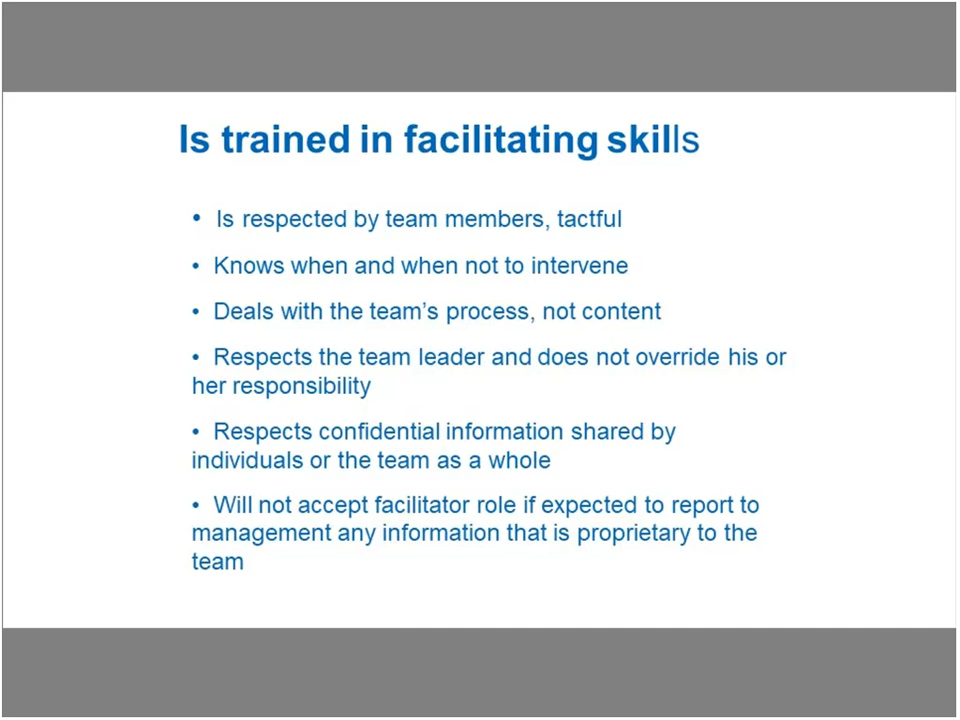 Is trained in facilitating skills
• Is respected by team members, tactful
• Knows when and when not to intervene
• Deals with the team’s process, not content
• Respects the team leader and does not override his or
her responsibility
• Respects confidential information shared by
individuals or the team as a whole
• Will not accept facilitator role if expected to report to
management any information that is proprietary to the
team